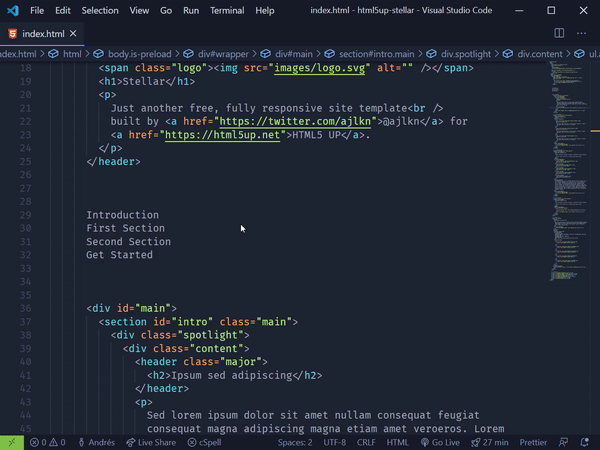 File Edit Selection View Go Run Terminal Help index.html - html5up-stellar - Visual Studio Code
index.html
ndex.html > html > body.is-preload > div#wrapper > div#main > section#intro.main > div.spotlight > div.content > ul.
18 <span class="logo"><img src="images/logo.svg" alt="" /></span>
19 <h1>Stellar</h1>
20 <p>
21 Just another free, fully responsive site template<br />
22 built by <a href="https://twitter.com/ajlkn">@ajlkn</a> for
23 <a href="https://html5up.net">HTML5 UP</a>.
24 </p>
25 </header>
26
27
28
29 Introduction
30 First Section
31 Second Section
32 Get Started
33
34
35
36 <div id="main">
37 <section id="intro" class="main">
38 <div class="spotlight">
39 <div class="content">
40 <header class="major">
41 <h2>Ipsum sed adipiscing</h2>
42 </header>
43 <p>
44 Sed lorem ipsum dolor sit amet nullam consequat feugiat
45 consequat magna adipiscing magna etiam amet veroeros. Lorem
0 0 Andrés Live Share cSpell Spaces: 2 UTF-8 CRLF HTML Go Live 27 min Prettier